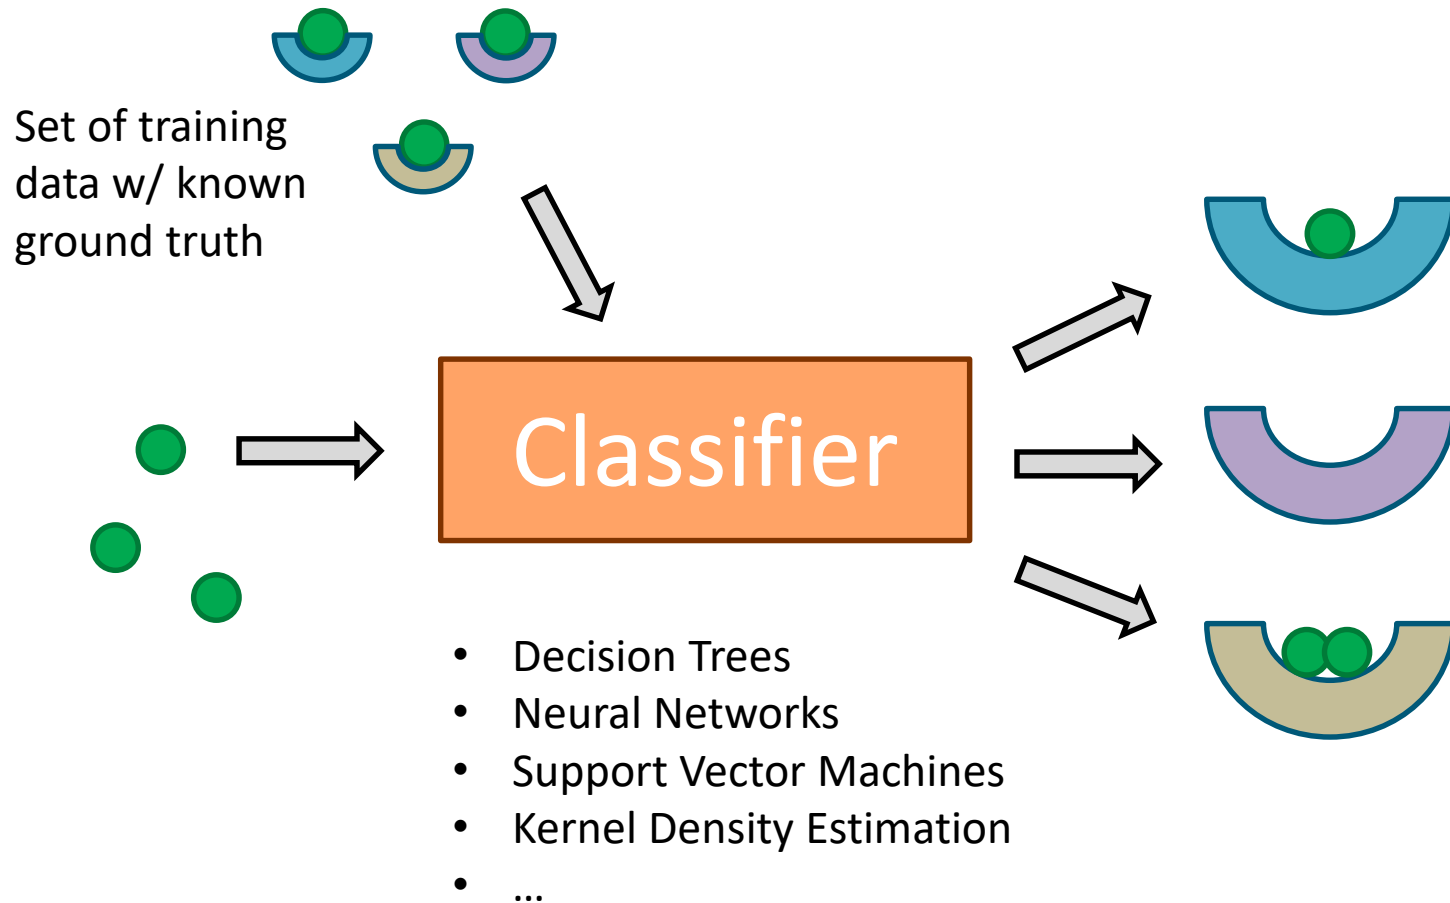 Set of training
data w/ known
ground truth
Classifier
• Decision Trees
• Neural Networks
• Support Vector Machines
• Kernel Density Estimation
• ...